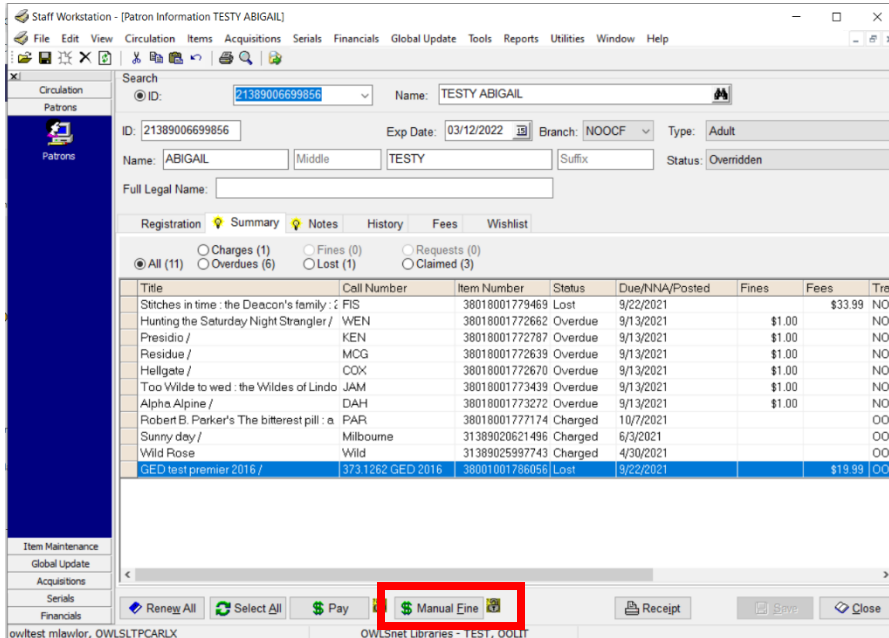 Staff Workstation - [Patron Information TESTY ABIGAIL]
File Edit View Circulation Items Acquisitions Serials Financials Global Update Tools Reports Utilities Window Help
Circulation
Patrons
Patrons
Item Maintenance
Global Update
Acquisitions
Serials
Financials
Search
ID: 21389006699856 Name: TESTY ABIGAIL
ID: 21389006699856 Exp Date: 03/12/2022 15 Branch: NOOCF Type: Adult
Name: ABIGAIL Middle TESTY Suffix Status: Overridden
Full Legal Name:
Registration Summary Notes History Fees Wishlist
Charges (1) Fines (0) Requests (0)
All (11) Overdues (6) Lost (1) Claimed (3)
Title Call Number Item Number Status Due/NNA/Posted Fines Fees Tra
Stitches in time : the Deacon's family : 2 FIS 38018001779469 Lost 9/22/2021 $33.99 NO
Hunting the Saturday Night Strangler / WEN 38018001772662 Overdue 9/13/2021 $1.00 NO
Presidio / KEN 38018001772787 Overdue 9/13/2021 $1.00 NO
Residue / MCG 38018001772639 Overdue 9/13/2021 $1.00 NO
Hellgate / COX 38018001772670 Overdue 9/13/2021 $1.00 NO
Too Wilde to wed : the Wildes of Lindo JAM 38018001773439 Overdue 9/13/2021 $1.00 NO
Alpha Alpine / DAH 38018001773272 Overdue 9/13/2021 $1.00 NO
Robert B. Parker's The bitterest pill : a PAR 38018001777174 Charged 10/7/2021 OO
Sunny day / Milbourne 31389020621496 Charged 6/3/2021 OO
Wild Rose Wild 31389025997743 Charged 4/30/2021 OO
GED test premier 2016 / 373.1262 GED 2016 38001001786056 Lost 9/22/2021 $19.99 OO
Renew All Select All $ Pay $ Manual Fine Receipt Save Close
owltest mlawlor, OWLSLTPCARLX OWLSnet Libraries - TEST, OOLIT